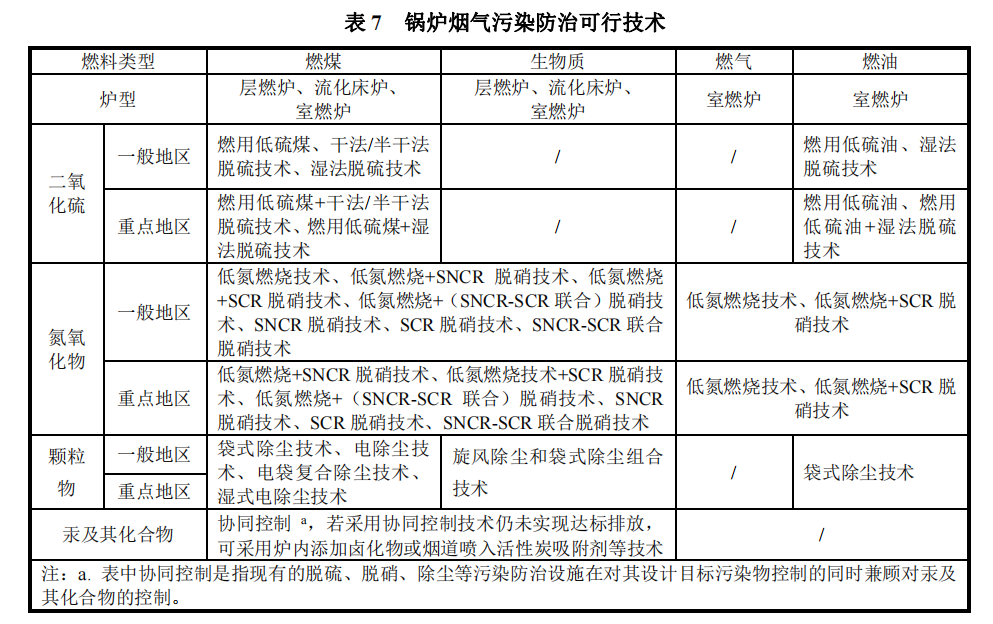 表 7 锅炉烟气污染防治可行技术
燃料类型
燃煤
生物质
燃气
燃油
炉型
层燃炉、流化床炉、
室燃炉
层燃炉、流化床炉、
室燃炉
室燃炉
室燃炉
二氧
化硫
一般地区
燃用低硫煤、干法/半干法
脱硫技术、湿法脱硫技术
/
/
燃用低硫油、湿法
脱硫技术
重点地区
燃用低硫煤+干法/半干法
脱硫技术、燃用低硫煤+湿
法脱硫技术
/
/
燃用低硫油、燃用
低硫油+湿法脱硫
技术
氮氧
化物
一般地区
低氮燃烧技术、低氮燃烧+SNCR 脱硝技术、低氮燃烧
+SCR 脱硝技术、低氮燃烧+（SNCR-SCR 联合）脱硝技
术、SNCR 脱硝技术、SCR 脱硝技术、SNCR-SCR 联合
脱硝技术
低氮燃烧技术、低氮燃烧+SCR 脱
硝技术
重点地区
低氮燃烧+SNCR 脱硝技术、低氮燃烧技术+SCR 脱硝技
术、低氮燃烧+（SNCR-SCR 联合）脱硝技术、SNCR
脱硝技术、SCR 脱硝技术、SNCR-SCR 联合脱硝技术
低氮燃烧技术、低氮燃烧+SCR 脱
硝技术
颗粒
物
一般地区
重点地区
袋式除尘技术、电除尘技
术、电袋复合除尘技术、
湿式电除尘技术
旋风除尘和袋式除尘组合
技术
/
袋式除尘技术
汞及其化合物
协同控制 a，若采用协同控制技术仍未实现达标排放，
可采用炉内添加卤化物或烟道喷入活性炭吸附剂等技术
/
注：a. 表中协同控制是指现有的脱硫、脱硝、除尘等污染防治设施在对其设计目标污染物控制的同时兼顾对汞及
其化合物的控制。